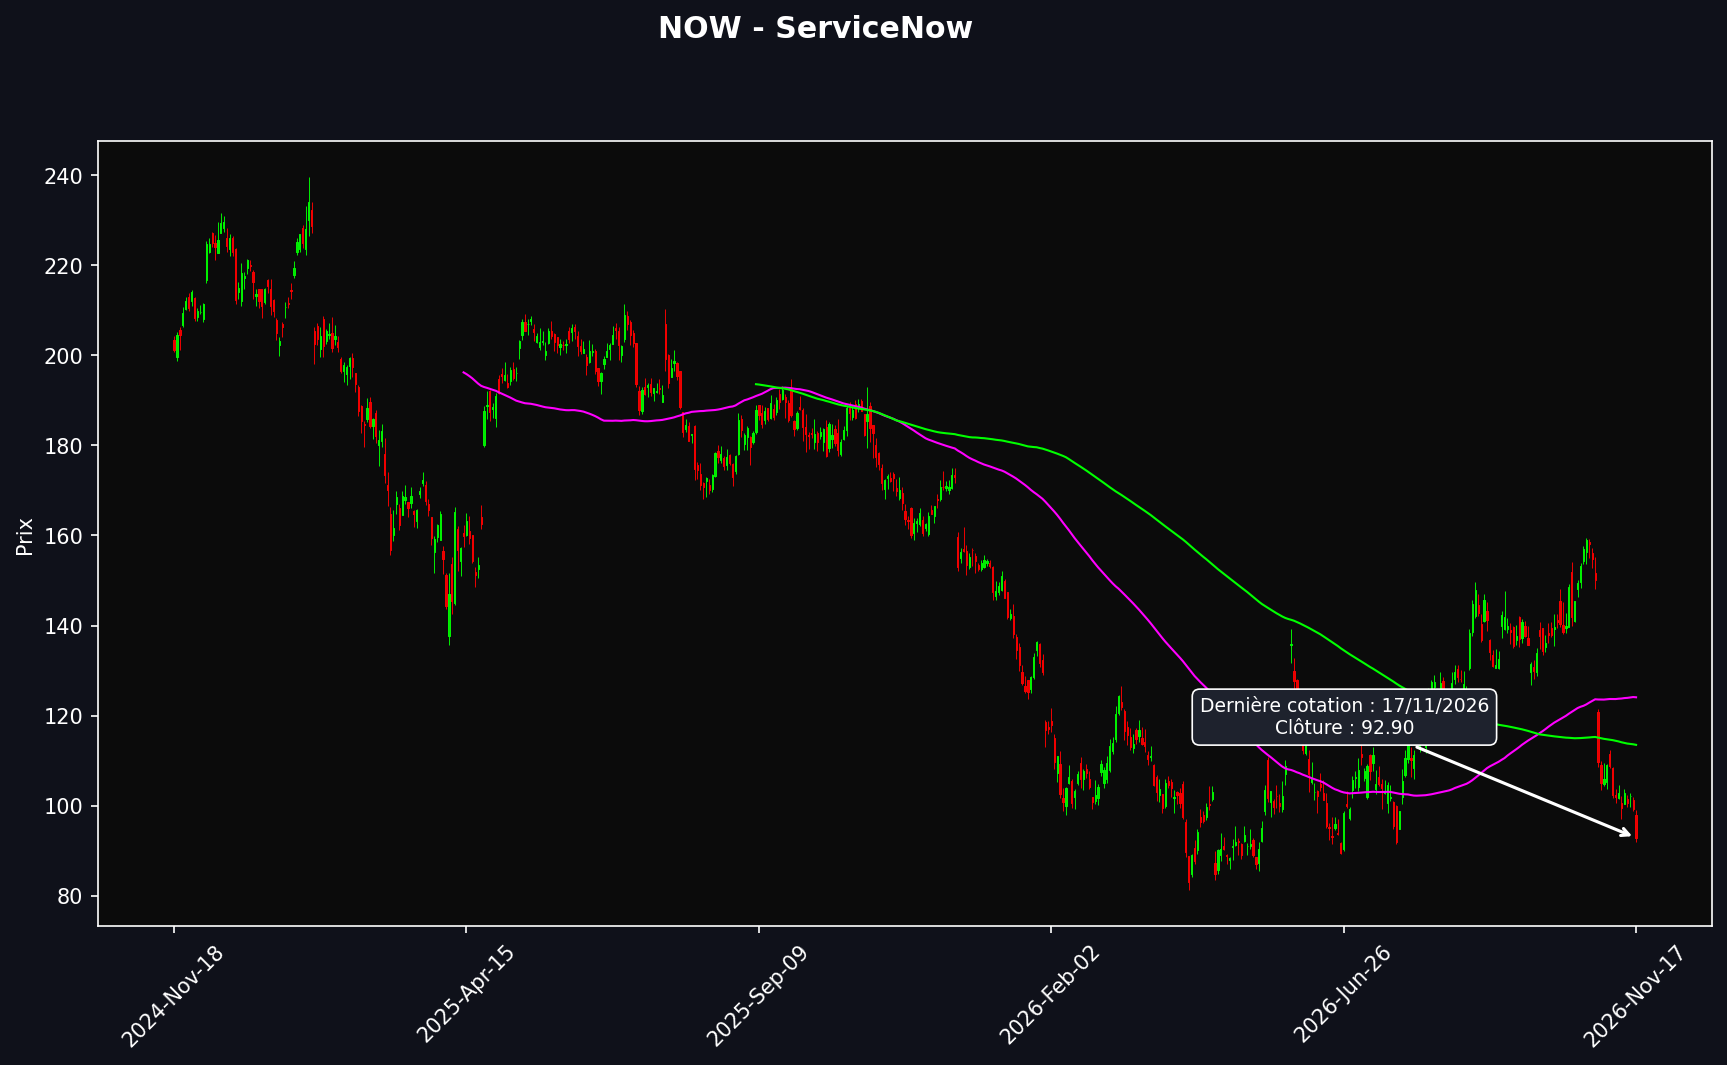 NOW - ServiceNow
Prix
240
220
200
180
160
140
120
100
80
Dernière cotation : 17/11/2026
Clôture : 92.90
2024-Nov-18
2025-Apr-15
2025-Sep-09
2026-Feb-02
2026-Jun-26
2026-Nov-17